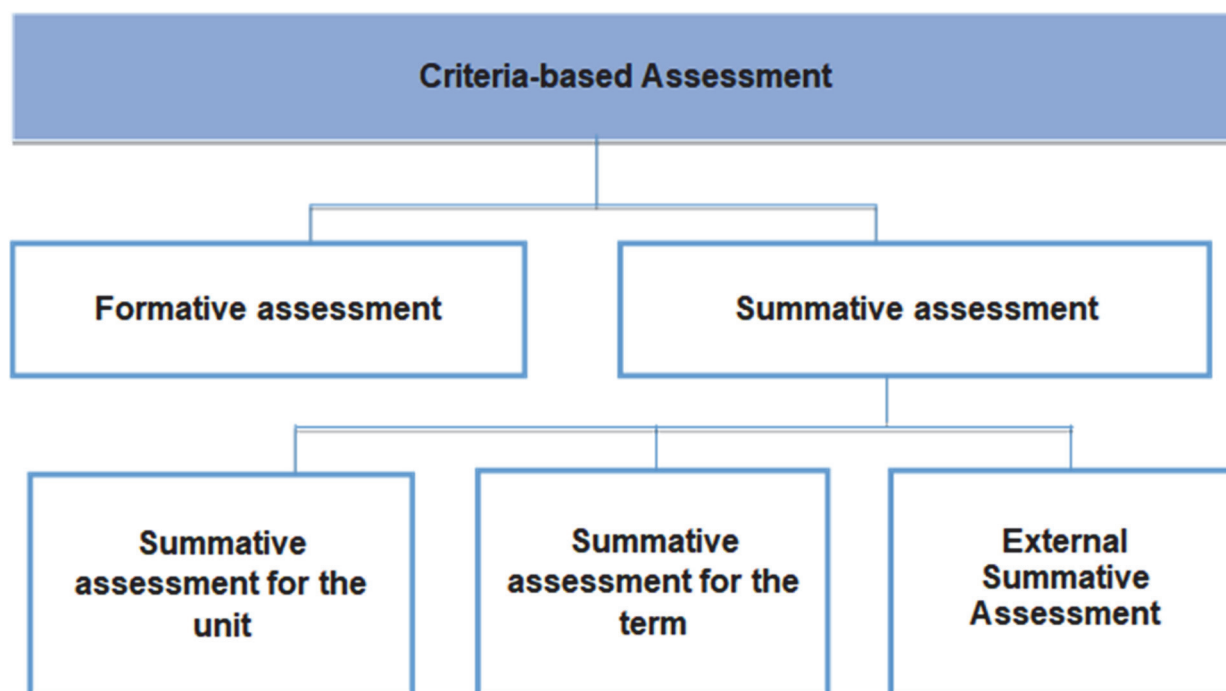 Criteria-based Assessment
Formative assessment
Summative assessment
Summative
assessment for the
unit
Summative
assessment for the
term
External
Summative
Assessment